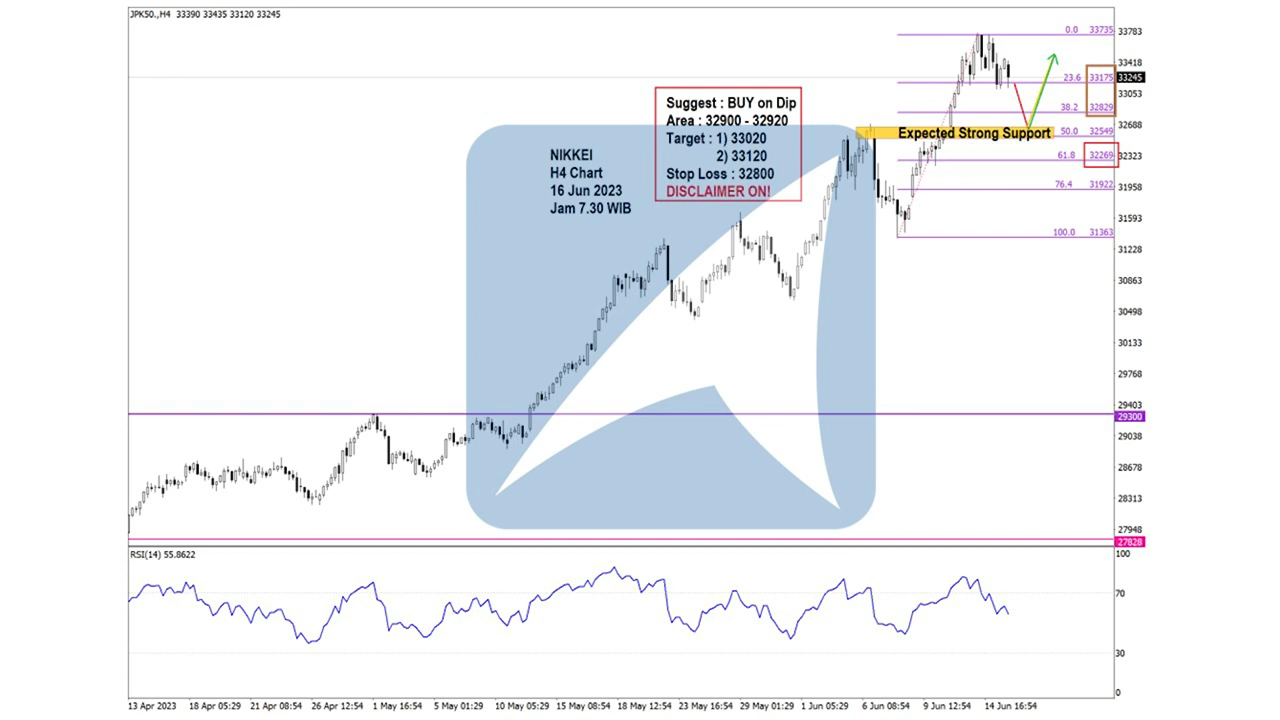 JPK50.,H4 33390 33435 33120 33245
0.0 33735
33783
33418
23.6 33175
33245
33053
38.2 32829
32688
Expected Strong Support
50.0 32549
61.8 32269
32323
76.4 31922
31958
31593
100.0 31363
31228
30863
30498
30133
29768
29403
29300
29038
28678
28313
27948
27828
Suggest : BUY on Dip
Area : 32900 - 32920
Target : 1) 33020
2) 33120
Stop Loss : 32800
DISCLAIMER ON!
NIKKEI
H4 Chart
16 Jun 2023
Jam 7.30 WIB
RSI(14) 55.8622
100
70
30
0
13 Apr 2023 18 Apr 08:54 21 Apr 08:54 26 Apr 12:54 1 May 16:54 5 May 01:29 10 May 05:29 15 May 08:54 18 May 12:54 23 May 16:54 29 May 01:29 1 Jun 05:29 6 Jun 08:54 9 Jun 12:54 14 Jun 16:54